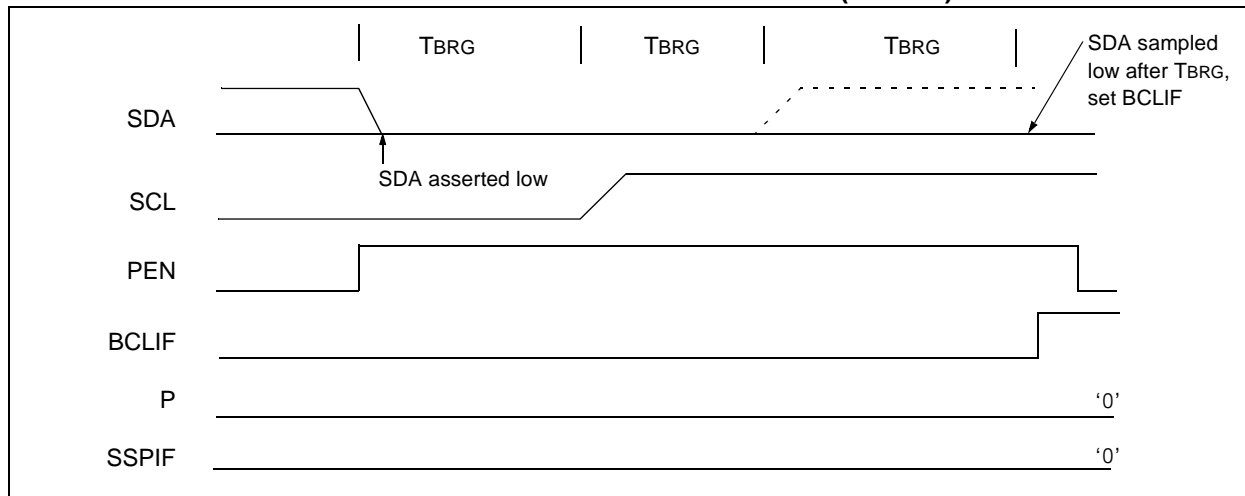 TBRG TBRG TBRG
SDA sampled
low after TBRG,
set BCLIF
SDA
SDA asserted low
SCL
PEN
BCLIF
P
‘0’
SSPIF
‘0’